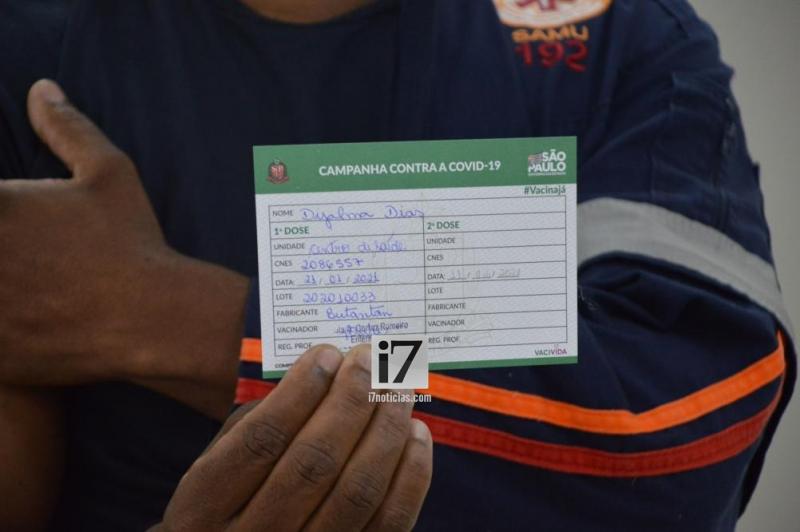 SAMU
192
CAMPANHA CONTRA A COVID-19
SÃO PAULO
#Vacinajá
NOME Djalma Dias
1ª DOSE
2ª DOSE
UNIDADE Centro de Saúde
UNIDADE
CNES 2086557
CNES
DATA: 21/01/2021
DATA:
LOTE 202010033
LOTE
FABRICANTE Butantan
FABRICANTE
VACINADOR
VACINADOR
REG. PROF.
REG. PROF.
VACIVIDA
i7
i7noticias.com